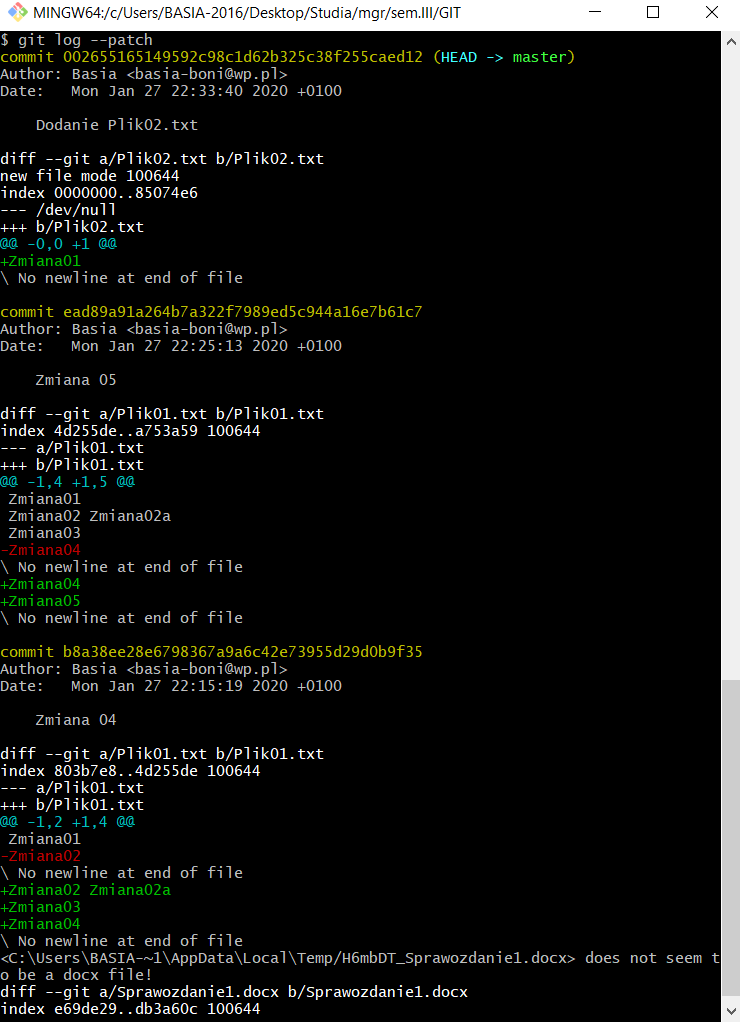 MINGW64:/c/Users/BASIA-2016/Desktop/Studia/mgr/sem.III/GIT
$ git log --patch
commit 002655165149592c98c1d62b325c38f255caed12 (HEAD -> master)
Author: Basia <basia-boni@wp.pl>
Date:   Mon Jan 27 22:33:40 2020 +0100

    Dodanie Plik02.txt

diff --git a/Plik02.txt b/Plik02.txt
new file mode 100644
index 0000000..85074e6
--- /dev/null
+++ b/Plik02.txt
@@ -0,0 +1 @@
+Zmiana01
\ No newline at end of file

commit ead89a91a264b7a322f7989ed5c944a16e7b61c7
Author: Basia <basia-boni@wp.pl>
Date:   Mon Jan 27 22:25:13 2020 +0100

    Zmiana 05

diff --git a/Plik01.txt b/Plik01.txt
index 4d255de..a753a59 100644
--- a/Plik01.txt
+++ b/Plik01.txt
@@ -1,4 +1,5 @@
 Zmiana01
 Zmiana02 Zmiana02a
 Zmiana03
-Zmiana04
\ No newline at end of file
+Zmiana04
+Zmiana05
\ No newline at end of file

commit b8a38ee28e6798367a9a6c42e73955d29d0b9f35
Author: Basia <basia-boni@wp.pl>
Date:   Mon Jan 27 22:15:19 2020 +0100

    Zmiana 04

diff --git a/Plik01.txt b/Plik01.txt
index 803b7e8..4d255de 100644
--- a/Plik01.txt
+++ b/Plik01.txt
@@ -1,2 +1,4 @@
 Zmiana01
-Zmiana02
\ No newline at end of file
+Zmiana02 Zmiana02a
+Zmiana03
+Zmiana04
\ No newline at end of file
<C:\Users\BASIA-~1\AppData\Local\Temp/H6mbDT_Sprawozdanie1.docx> does not seem t
o be a docx file!
diff --git a/Sprawozdanie1.docx b/Sprawozdanie1.docx
index e69de29..db3a60c 100644